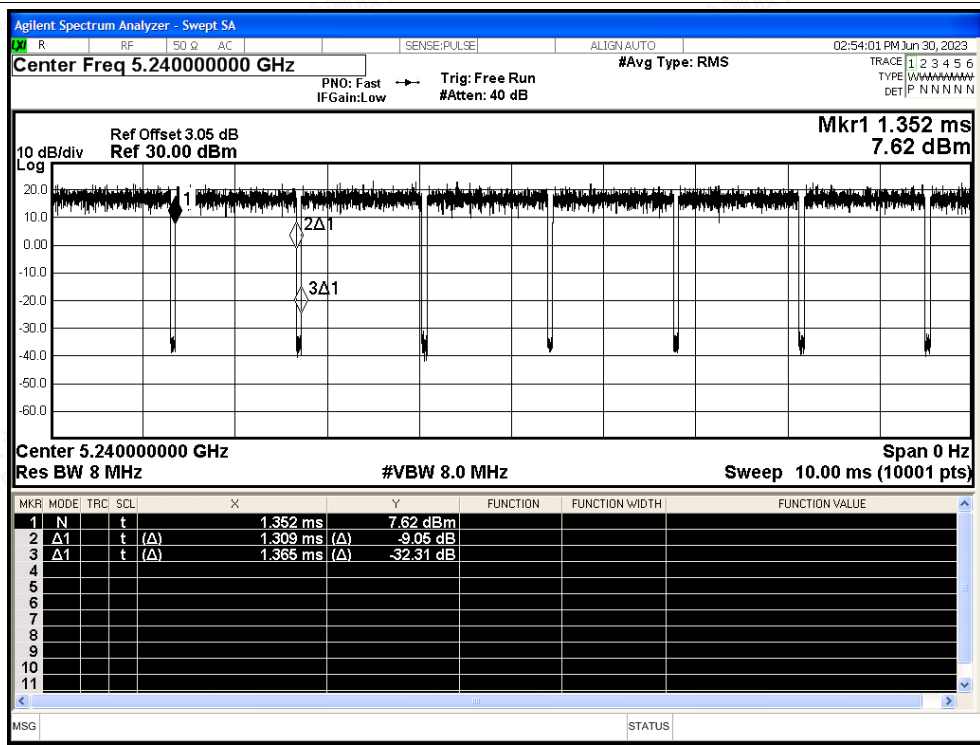 Agilent Spectrum Analyzer - Swept SA
LXI R RF 50 Ω AC SENSE:PULSE ALIGN AUTO 02:54:01 PM Jun 30, 2023
Center Freq 5.240000000 GHz #Avg Type: RMS TRACE 1 2 3 4 5 6
PNO: Fast Trig: Free Run TYPE WWWWWW
IFGain:Low #Atten: 40 dB DET P N N N N N
Mkr1 1.352 ms
7.62 dBm
Ref Offset 3.05 dB
10 dB/div Ref 30.00 dBm
Log
20.0
10.0
0.00
-10.0
-20.0
-30.0
-40.0
-50.0
-60.0
1
2Δ1
3Δ1
Center 5.240000000 GHz Span 0 Hz
Res BW 8 MHz #VBW 8.0 MHz Sweep 10.00 ms (10001 pts)
MKR MODE TRC SCL X Y FUNCTION FUNCTION WIDTH FUNCTION VALUE
1 N t 1.352 ms 7.62 dBm
2 Δ1 t (Δ) 1.309 ms (Δ) -9.05 dB
3 Δ1 t (Δ) 1.365 ms (Δ) -32.31 dB
4
5
6
7
8
9
10
11
MSG STATUS